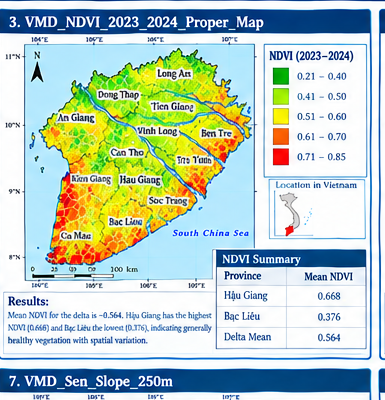 3. VMD_NDVI_2023_2024_Proper_Map
104°E 105°E 106°E 107°E
11°N
10°N
9°N
8°N
N
Long An
Dong Thap
Tien Giang
An Giang
Vinh Long
Ben Tre
Can Tho
Kien Giang
Hau Giang
Soc Trang
Bac Lieu
Ca Mau
South China Sea
100 km
104°E 105°E 106°E 107°E
NDVI (2023–2024)
0.21 – 0.40
0.41 – 0.50
0.51 – 0.60
0.61 – 0.70
0.71 – 0.85
Location in Vietnam
NDVI Summary
Province Mean NDVI
Hậu Giang 0.668
Bạc Liêu 0.376
Delta Mean 0.564
Results:
Mean NDVI for the delta is ~0.564. Hậu Giang has the highest
NDVI (0.668) and Bạc Liêu the lowest (0.376), indicating generally
healthy vegetation with spatial variation.
7. VMD_Sen_Slope_250m